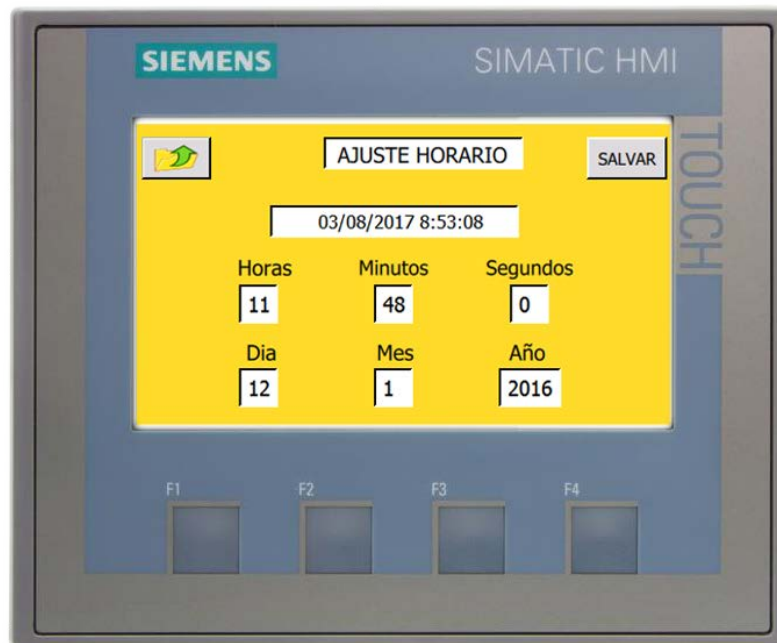 SIEMENS
SIMATIC HMI
TOUCH
AJUSTE HORARIO
SALVAR
03/08/2017 8:53:08
Horas Minutos Segundos
11 48 0
Dia Mes Año
12 1 2016
F1 F2 F3 F4